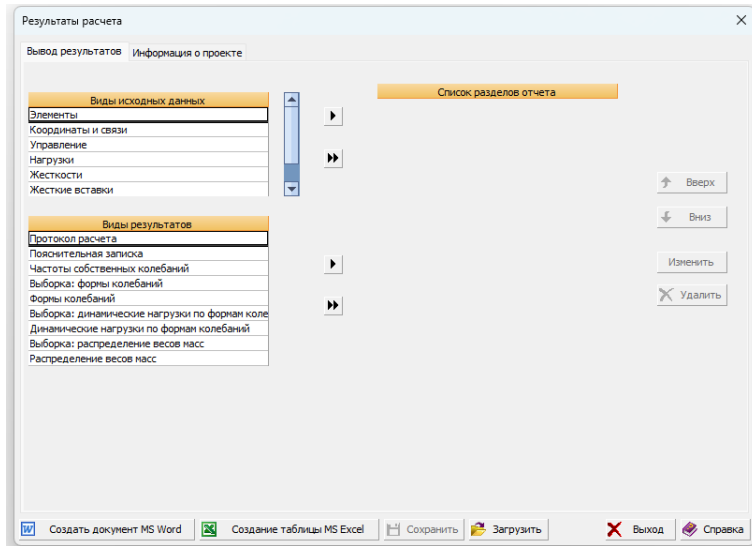 Результаты расчета
Вывод результатов Информация о проекте
Виды исходных данных
Элементы
Координаты и связи
Управление
Нагрузки
Жесткости
Жесткие вставки
Виды результатов
Протокол расчета
Пояснительная записка
Частоты собственных колебаний
Выборка: формы колебаний
Формы колебаний
Выборка: динамические нагрузки по формам коле
Динамические нагрузки по формам колебаний
Выборка: распределение весов масс
Распределение весов масс
Список разделов отчета
Вверх
Вниз
Изменить
Удалить
Создать документ MS Word Создание таблицы MS Excel Сохранить Загрузить Выход Справка